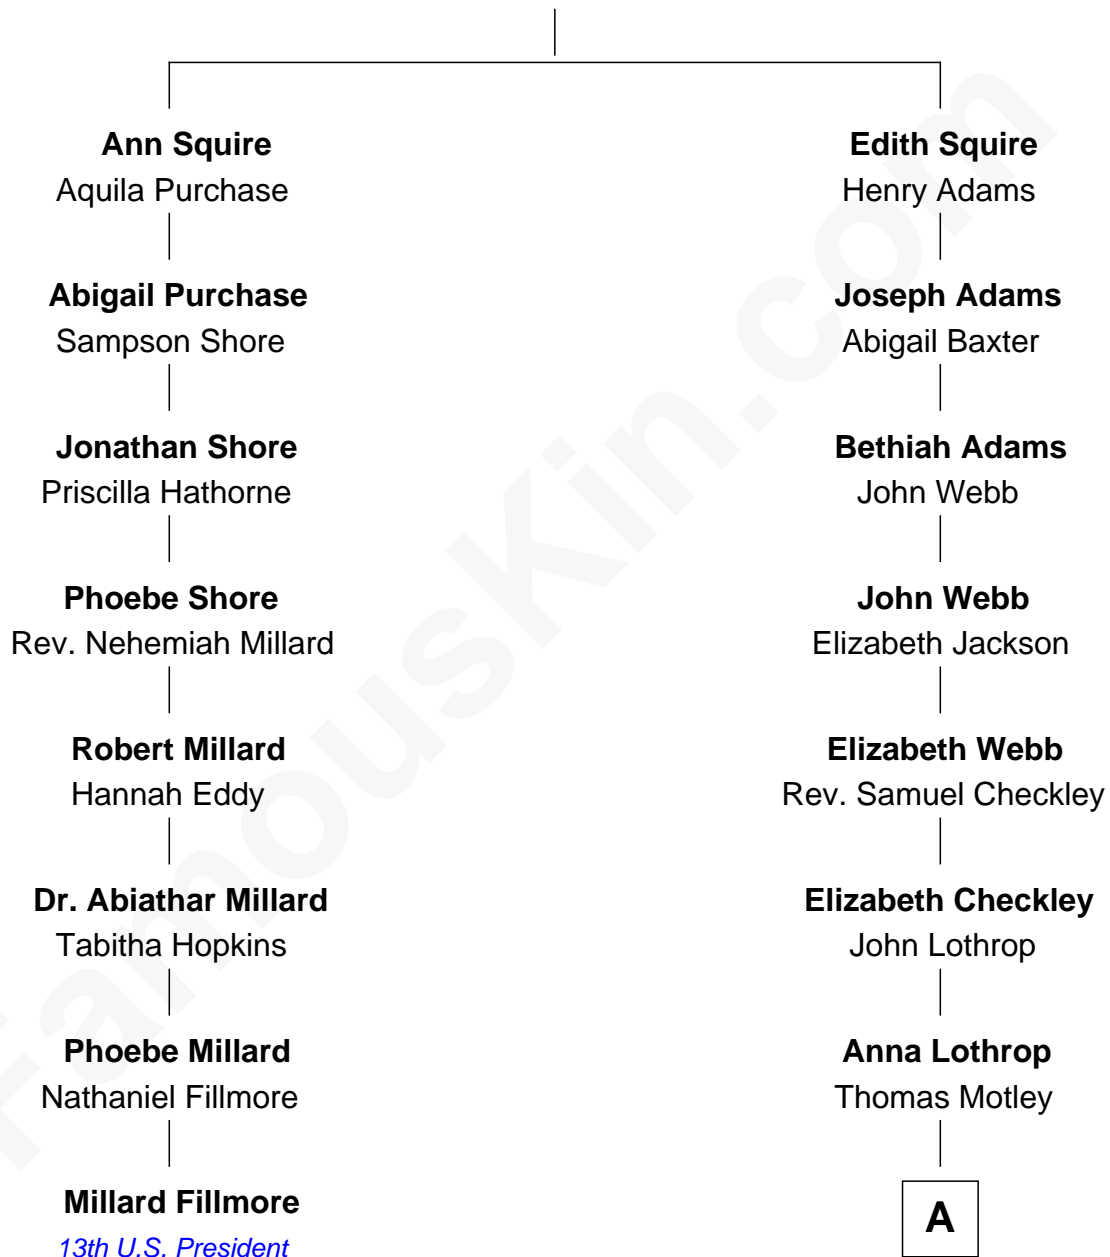 Ann Squire
Aquila Purchase
Abigail Purchase
Sampson Shore
Jonathan Shore
Priscilla Hathorne
Phoebe Shore
Rev. Nehemiah Millard
Robert Millard
Hannah Eddy
Dr. Abiathar Millard
Tabitha Hopkins
Phoebe Millard
Nathaniel Fillmore
Millard Fillmore
13th U.S. President
Edith Squire
Henry Adams
Joseph Adams
Abigail Baxter
Bethiah Adams
John Webb
John Webb
Elizabeth Jackson
Elizabeth Webb
Rev. Samuel Checkley
Elizabeth Checkley
John Lothrop
Anna Lothrop
Thomas Motley
A
FamousKin.com